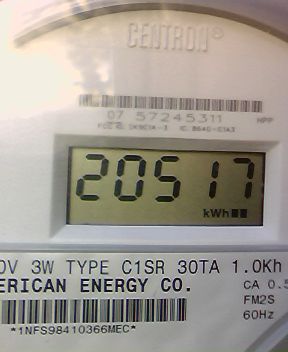 CENTRON®
07 57245311
HPP
20517
kWh
0V 3W TYPE C1SR 30TA 1.0Kh
ERICAN ENERGY CO.
CA 0.5
FM2S
60Hz
*1NFS98410366MEC*